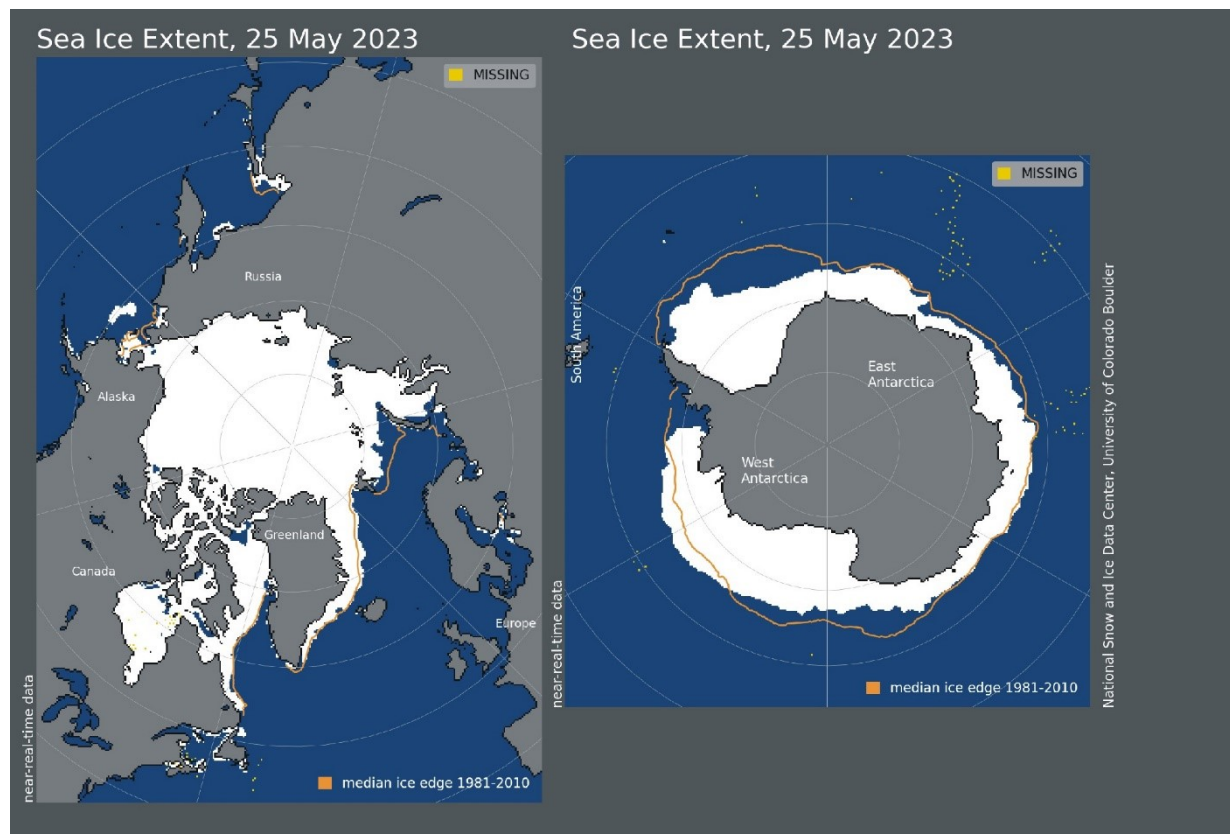 Sea Ice Extent, 25 May 2023
MISSING
Russia
Alaska
Greenland
Canada
Europe
near-real-time data
median ice edge 1981-2010
Sea Ice Extent, 25 May 2023
MISSING
South America
East
Antarctica
West
Antarctica
near-real-time data
median ice edge 1981-2010
National Snow and Ice Data Center, University of Colorado Boulder